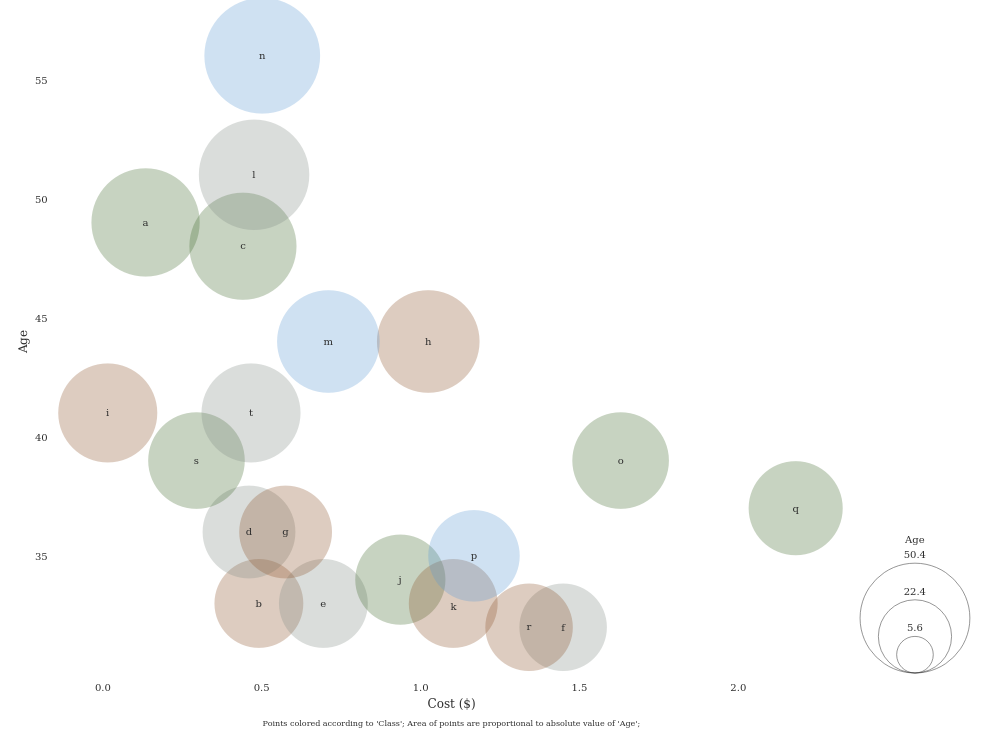 n
55
l
50
a
c
45
Age
m
h
i
t
40
s
o
q
d
g
Age
p
50.4
35
j
22.4
b
e
k
5.6
r
f
0.0
0.5
1.0
1.5
2.0
Cost ($)
Points colored according to 'Class'; Area of points are proportional to absolute value of 'Age';